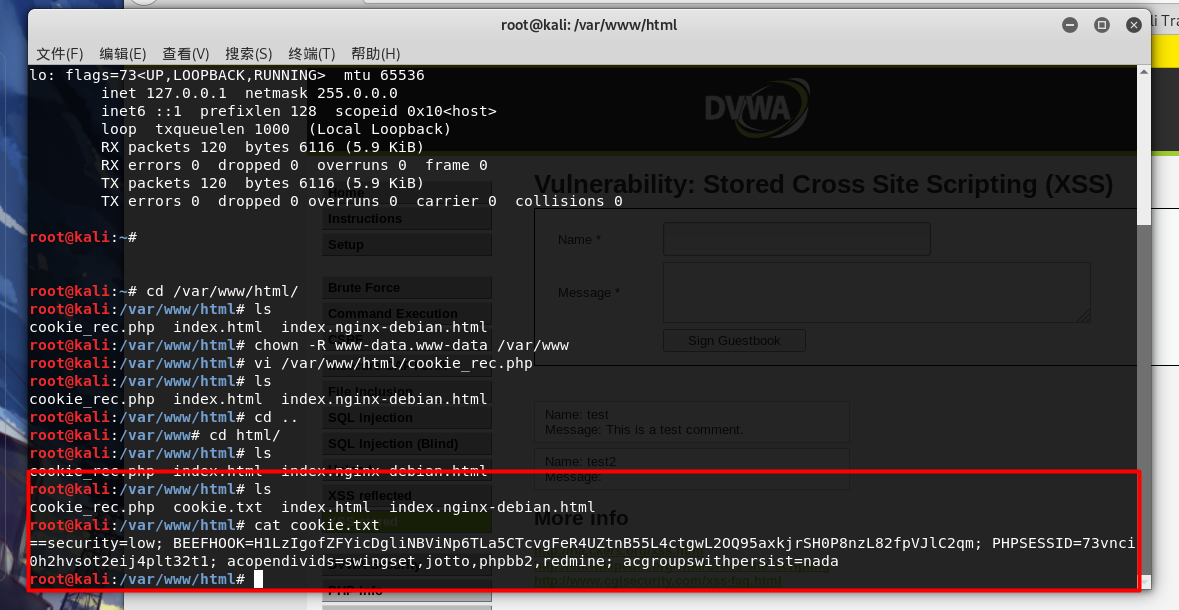 root@kali: /var/www/html
li Tra
文件(F) 编辑(E) 查看(V) 搜索(S) 终端(T) 帮助(H)
lo: flags=73<UP,LOOPBACK,RUNNING>  mtu 65536
inet 127.0.0.1  netmask 255.0.0.0
inet6 ::1  prefixlen 128  scopeid 0x10<host>
loop  txqueuelen 1000  (Local Loopback)
RX packets 120  bytes 6116 (5.9 KiB)
RX errors 0  dropped 0  overruns 0  frame 0
TX packets 120  bytes 6116 (5.9 KiB)
TX errors 0  dropped 0 overruns 0  carrier 0  collisions 0
root@kali:~#
root@kali:~# cd /var/www/html/
root@kali:/var/www/html# ls
cookie_rec.php  index.html  index.nginx-debian.html
root@kali:/var/www/html# chown -R www-data.www-data /var/www
root@kali:/var/www/html# vi /var/www/html/cookie_rec.php
root@kali:/var/www/html# ls
cookie_rec.php  index.html  index.nginx-debian.html
root@kali:/var/www/html# cd ..
root@kali:/var/www# cd html/
root@kali:/var/www/html# ls
cookie_rec.php  index.html  index.nginx-debian.html
root@kali:/var/www/html# ls
cookie_rec.php  cookie.txt  index.html  index.nginx-debian.html
root@kali:/var/www/html# cat cookie.txt
==security=low; BEEFHOOK=H1LzIgofZFYicDgliNBViNp6TLa5CTcvgFeR4UZtnB55L4ctgwL2OQ95axkjrSH0P8nzL82fpVJlC2qm; PHPSESSID=73vnci
0h2hvsot2eij4plt32t1; acopendivids=swingset,jotto,phpbb2,redmine; acgroupswithpersist=nada
root@kali:/var/www/html#
DVWA
Home
Instructions
Setup
Brute Force
Command Execution
File Inclusion
SQL Injection
SQL Injection (Blind)
XSS reflected
PHP Info
Vulnerability: Stored Cross Site Scripting (XSS)
Name *
Message *
Sign Guestbook
Name: test
Message: This is a test comment.
Name: test2
Message:
More info
http://www.cgisecurity.com/xss-faq.html